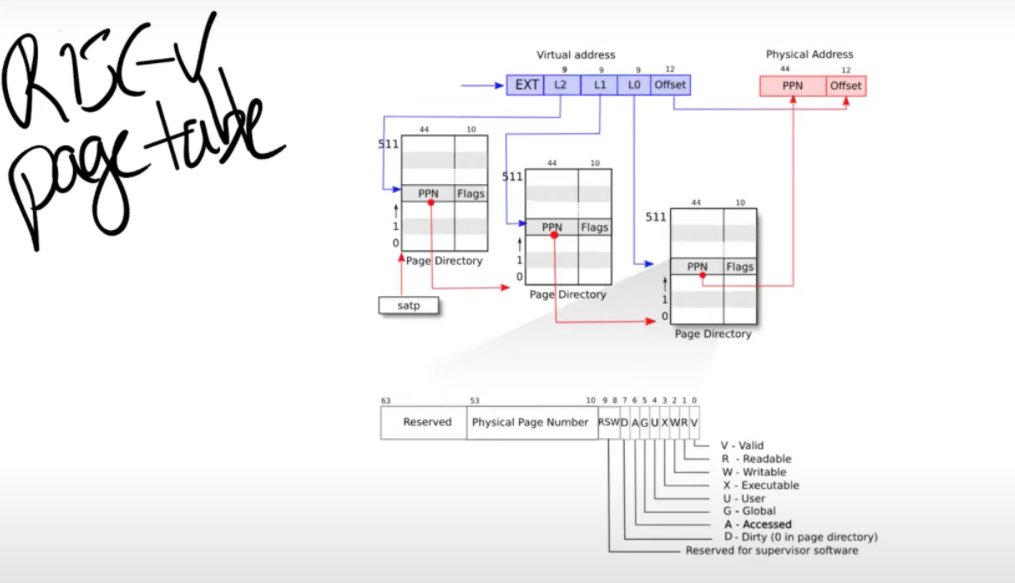 RISC-V
page table
Virtual address
Physical Address
9 9 9 12
44 12
EXT L2 L1 L0 Offset
PPN Offset
44 10
511
PPN Flags
1
0
Page Directory
satp
44 10
511
PPN Flags
1
0
Page Directory
44 10
511
PPN Flags
1
0
Page Directory
63 53 10 9 8 7 6 5 4 3 2 1 0
Reserved Physical Page Number RSW D A G U X W R V
V - Valid
R - Readable
W - Writable
X - Executable
U - User
G - Global
A - Accessed
D - Dirty (0 in page directory)
Reserved for supervisor software